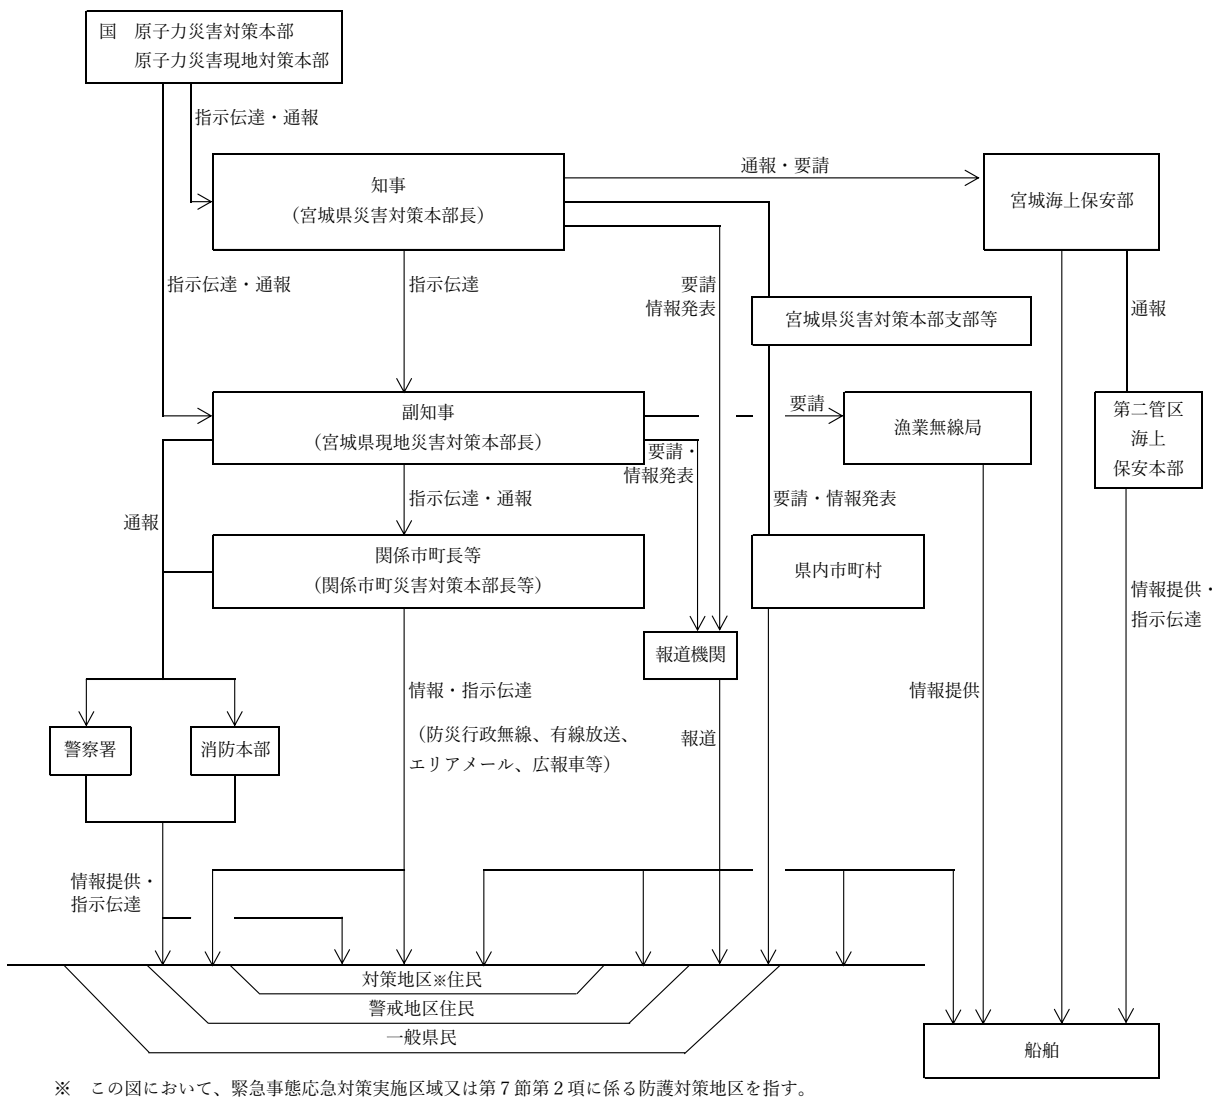 国　原子力災害対策本部
原子力災害現地対策本部
指示伝達・通報
知事
（宮城県災害対策本部長）
通報・要請
宮城海上保安部
指示伝達・通報
指示伝達
要請
情報発表
宮城県災害対策本部支部等
通報
副知事
（宮城県現地災害対策本部長）
要請・
情報発表
要請
漁業無線局
第二管区
海上
保安本部
通報
指示伝達・通報
要請・情報発表
関係市町長等
（関係市町災害対策本部長等）
県内市町村
情報提供・
指示伝達
報道機関
情報・指示伝達
（防災行政無線、有線放送、
エリアメール、広報車等）
報道
情報提供
警察署
消防本部
情報提供・
指示伝達
対策地区※住民
警戒地区住民
一般県民
船舶
※　この図において、緊急事態応急対策実施区域又は第７節第２項に係る防護対策地区を指す。